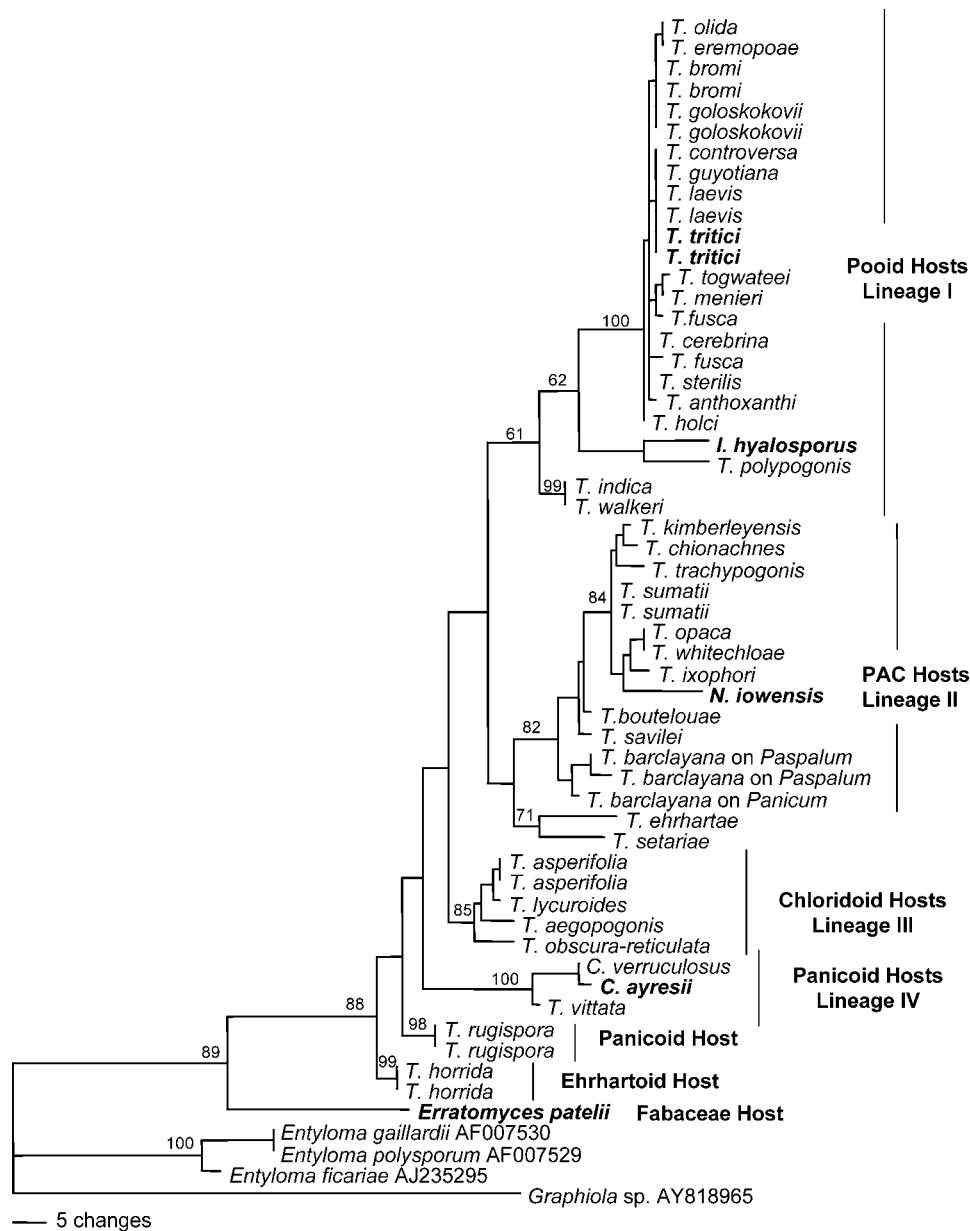 T. olida
T. eremopoae
T. bromi
T. bromi
T. goloskokovii
T. goloskokovii
T. controversa
T. guyotiana
T. laevis
T. laevis
T. tritici
T. tritici
Pooid Hosts
Lineage I
T. togwateei
T. menieri
T.fusca
100
T. cerebrina
T. fusca
T. sterilis
62
T. anthoxanthi
T. holci
61
I. hyalosporus
T. polypogonis
99
T. indica
T. walkeri
T. kimberleyensis
T. chionachnes
T. trachypogonis
84
T. sumatii
T. sumatii
T. opaca
T. whitechloae
T. ixophori
PAC Hosts
Lineage II
N. iowensis
T.boutelouae
82
T. savilei
T. barclayana on Paspalum
T. barclayana on Paspalum
T. barclayana on Panicum
71
T. ehrhartae
T. setariae
T. asperifolia
T. asperifolia
85
T. lycuroides
T. aegopogonis
T. obscura-reticulata
Chloridoid Hosts
Lineage III
C. verruculosus
100
C. ayresii
T. vittata
Panicoid Hosts
Lineage IV
88
98
T. rugispora
T. rugispora
Panicoid Host
89
99
T. horrida
T. horrida
Ehrhartoid Host
Erratomyces patelii Fabaceae Host
100
Entyloma gaillardii AF007530
Entyloma polysporum AF007529
Entyloma ficariae AJ235295
Graphiola sp. AY818965
5 changes